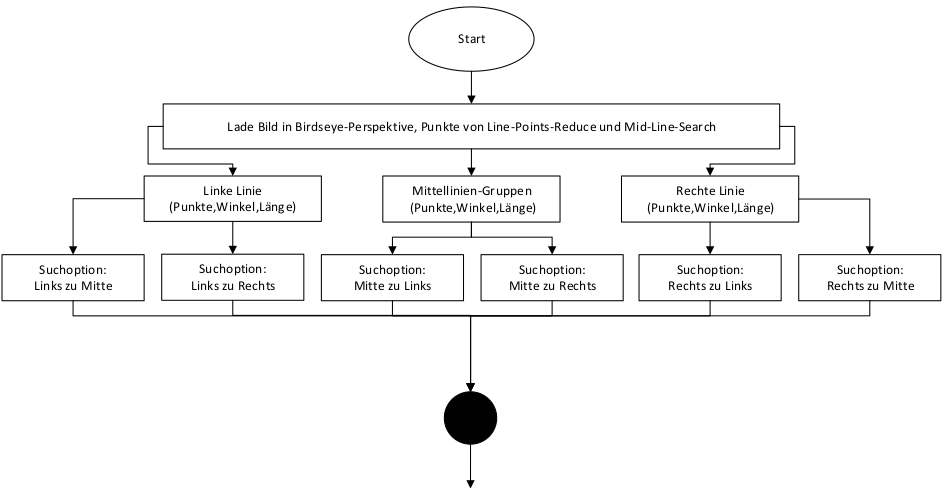 Start
Lade Bild in Birdseye-Perspektive, Punkte von Line-Points-Reduce und Mid-Line-Search
Linke Linie
(Punkte,Winkel,Länge)
Mittellinien-Gruppen
(Punkte,Winkel,Länge)
Rechte Linie
(Punkte,Winkel,Länge)
Suchoption:
Links zu Mitte
Suchoption:
Links zu Rechts
Suchoption:
Mitte zu Links
Suchoption:
Mitte zu Rechts
Suchoption:
Rechts zu Links
Suchoption:
Rechts zu Mitte